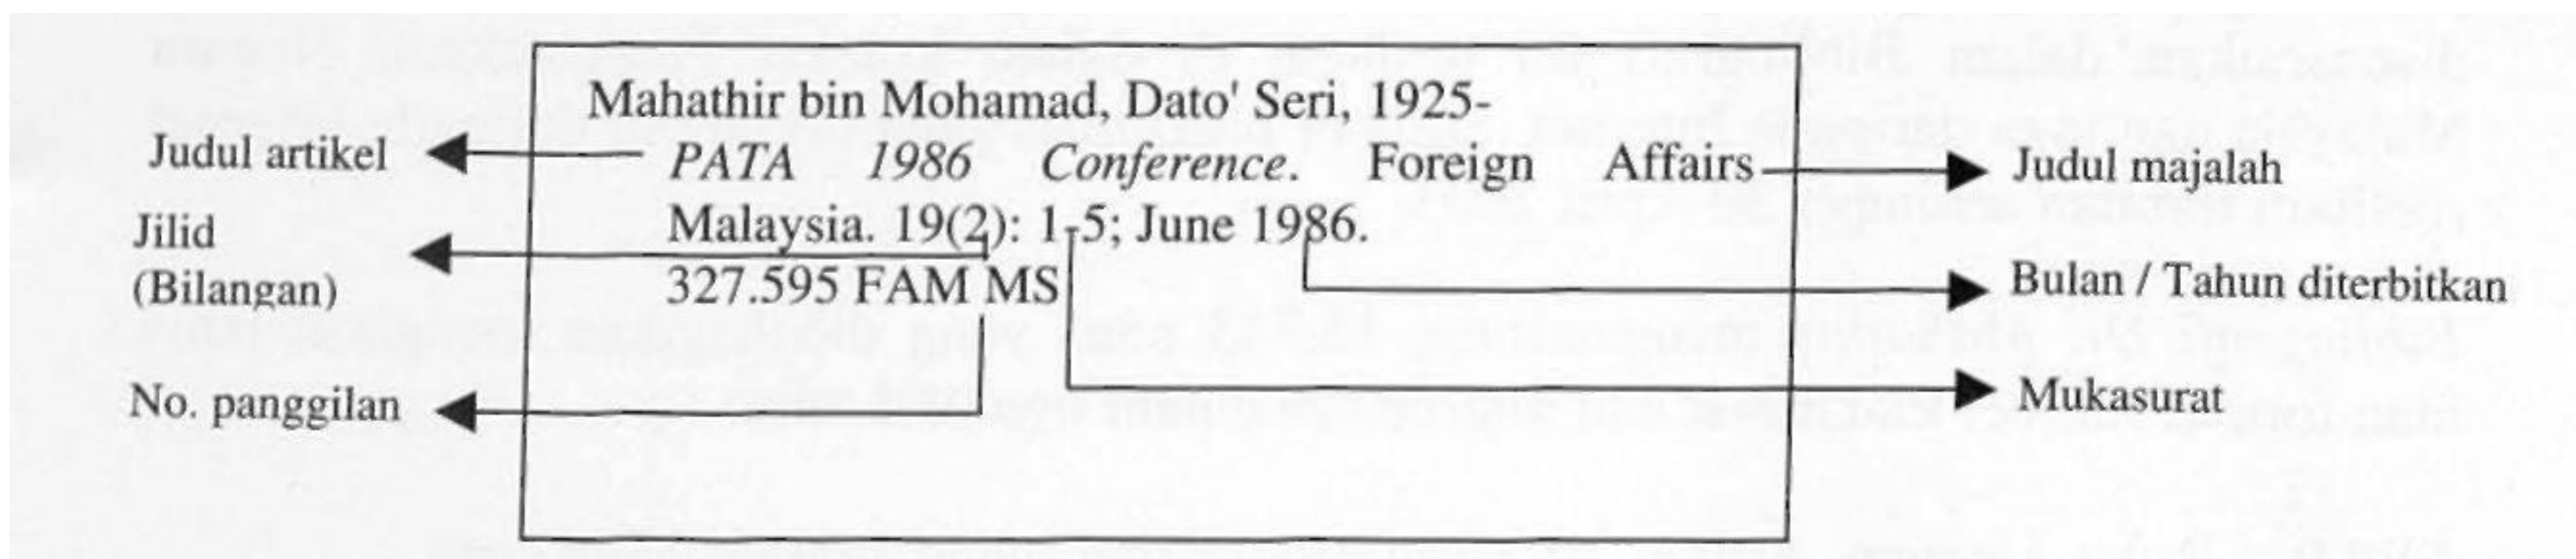 Mahathir bin Mohamad, Dato' Seri, 1925-
Judul artikel
PATA 1986 Conference. Foreign Affairs
Judul majalah
Malaysia. 19(2): 1-5; June 1986.
Jilid
(Bilangan)
327.595 FAM MS
Bulan / Tahun diterbitkan
No. panggilan
Mukasurat